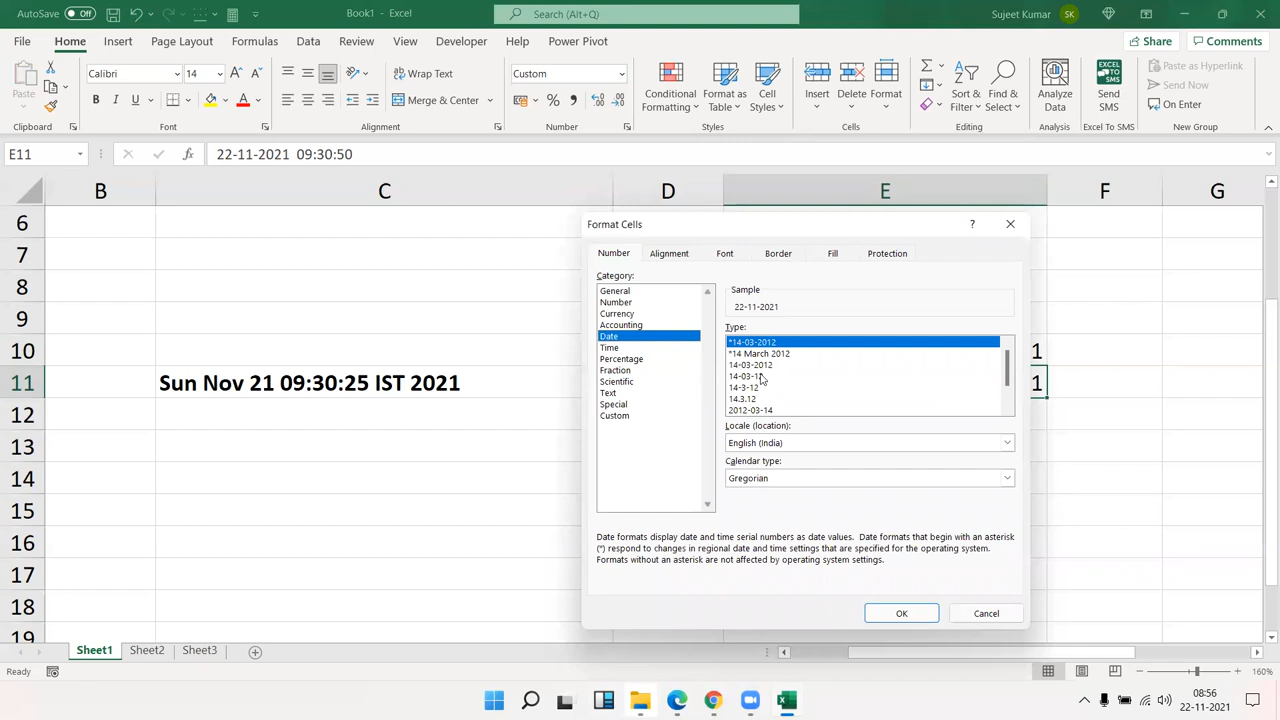 AutoSave Off
Book1 - Excel
Search (Alt+Q)
Sujeet Kumar SK
File Home Insert Page Layout Formulas Data Review View Developer Help Power Pivot
Share Comments
Paste
Clipboard
Calibri 14
B I U
Font
Wrap Text
Merge & Center
Alignment
Custom
Number
Conditional Formatting
Format as Table
Cell Styles
Styles
Insert Delete Format
Cells
Sort & Filter
Find & Select
Editing
Analyze Data
Analysis
Send SMS
Excel To SMS
Paste as Hyperlink
Send Now
On Enter
New Group
E11
fx
22-11-2021 09:30:50
B C D E F G
6
7
8
9
10
1
11
Sun Nov 21 09:30:25 IST 2021
1
12
13
14
15
16
17
18
19
Format Cells
? 
Number Alignment Font Border Fill Protection
Category:
General
Number
Currency
Accounting
Date
Time
Percentage
Fraction
Scientific
Text
Special
Custom
Sample
22-11-2021
Type:
*14-03-2012
*14 March 2012
14-03-2012
14-03-12
14-3-12
14.3.12
2012-03-14
Locale (location):
English (India)
Calendar type:
Gregorian
Date formats display date and time serial numbers as date values. Date formats that begin with an asterisk
(*) respond to changes in regional date and time settings that are specified for the operating system.
Formats without an asterisk are not affected by operating system settings.
OK Cancel
Sheet1 Sheet2 Sheet3
Ready
160%
08:56
22-11-2021